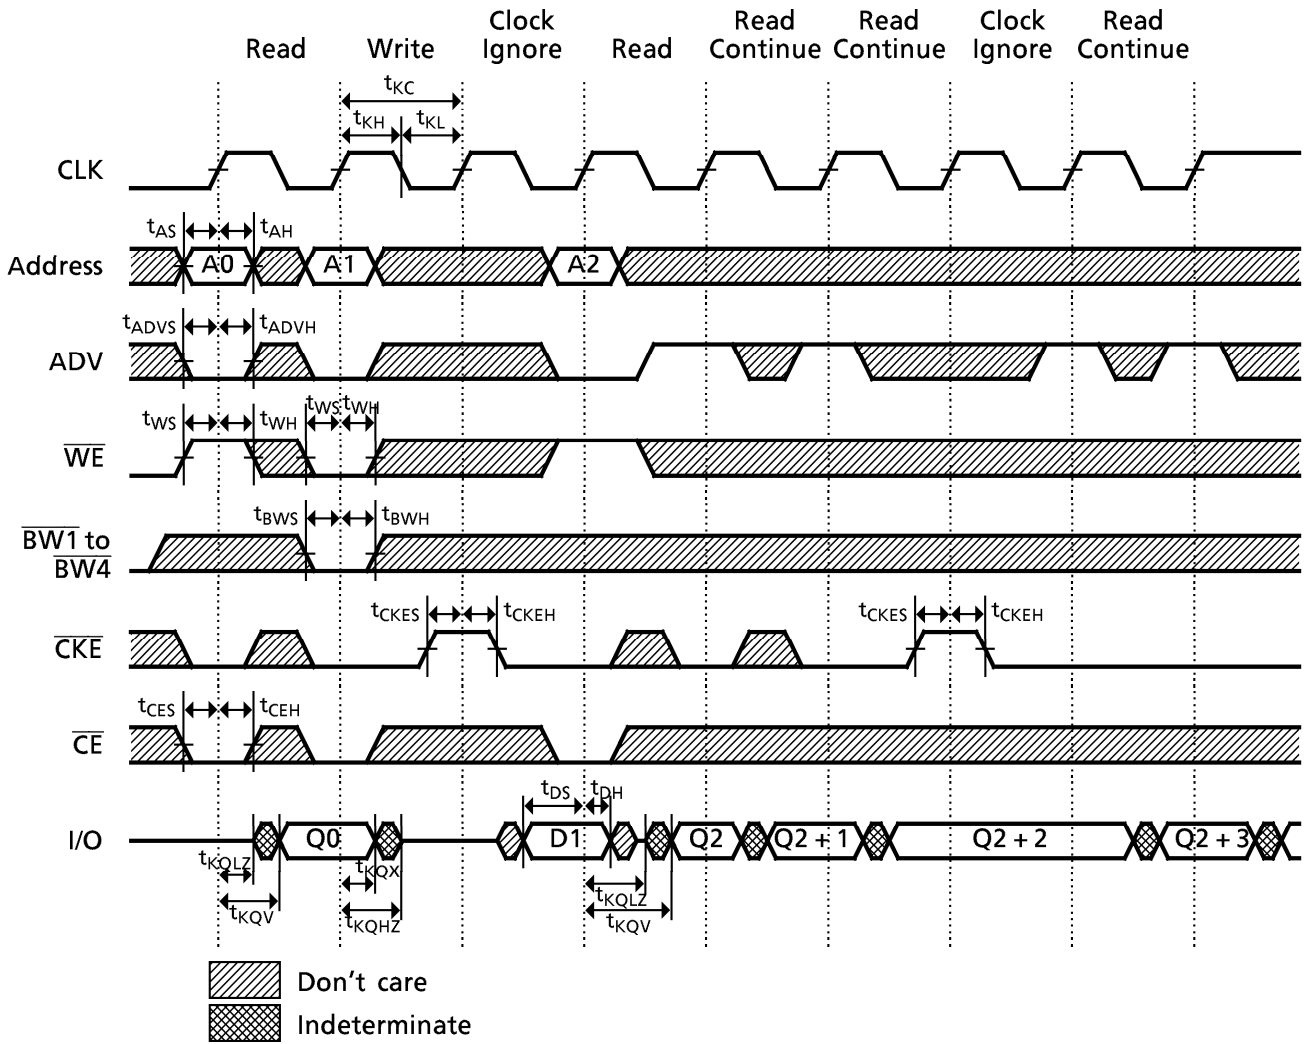 Read Write Clock Ignore Read Read Continue Read Continue Clock Ignore Read Continue
tKC
tKH tKL
CLK
tAS tAH
Address A0 A1 A2
tADVS tADVH
ADV
tWS tWH tWS tWH
WE
tBWS tBWH
BW1 to
BW4
tCKES tCKEH tCKES tCKEH
CKE
tCES tCEH
CE
tDS tDH
I/O Q0 D1 Q2 Q2 + 1 Q2 + 2 Q2 + 3
tKQLZ tKQX tKQLZ
tKQV tKQHZ tKQV
Don't care
Indeterminate